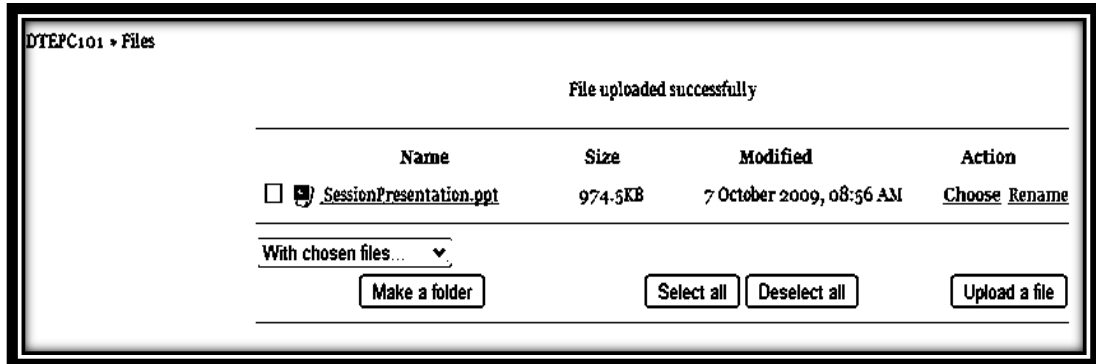 DTEPC101 » Files
File uploaded successfully
Name Size Modified Action
SessionPresentation.ppt 974.5KB 7 October 2009, 08:56 AM Choose Rename
With chosen files...
Make a folder Select all Deselect all Upload a file